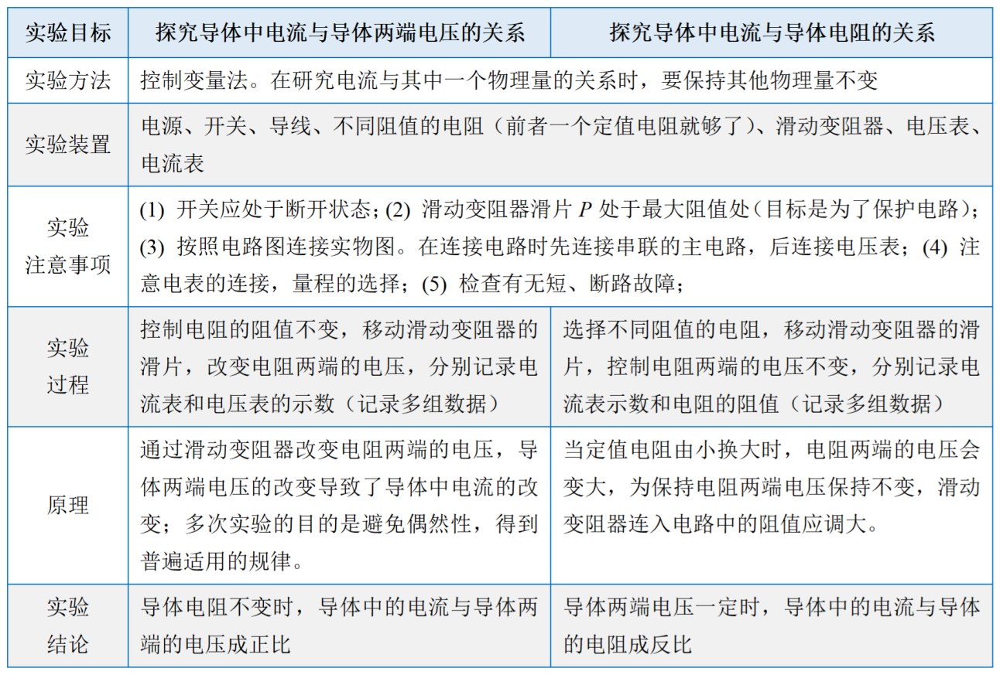 实验目标
探究导体中电流与导体两端电压的关系
探究导体中电流与导体电阻的关系
实验方法
控制变量法。在研究电流与其中一个物理量的关系时，要保持其他物理量不变
实验装置
电源、开关、导线、不同阻值的电阻（前者一个定值电阻就够了）、滑动变阻器、电压表、
电流表
实验
注意事项
(1) 开关应处于断开状态；(2) 滑动变阻器滑片 P 处于最大阻值处（目标是为了保护电路）；
(3) 按照电路图连接实物图。在连接电路时先连接串联的主电路，后连接电压表；(4) 注
意电表的连接，量程的选择；(5) 检查有无短、断路故障；
实验
过程
控制电阻的阻值不变，移动滑动变阻器的
滑片，改变电阻两端的电压，分别记录电
流表和电压表的示数（记录多组数据）
选择不同阻值的电阻，移动滑动变阻器的滑
片，控制电阻两端的电压不变，分别记录电
流表示数和电阻的阻值（记录多组数据）
原理
通过滑动变阻器改变电阻两端的电压，导
体两端电压的改变导致了导体中电流的改
变；多次实验的目的是避免偶然性，得到
普遍适用的规律。
当定值电阻由小换大时，电阻两端的电压会
变大，为保持电阻两端电压保持不变，滑动
变阻器连入电路中的阻值应调大。
实验
结论
导体电阻不变时，导体中的电流与导体两
端的电压成正比
导体两端电压一定时，导体中的电流与导体
的电阻成反比